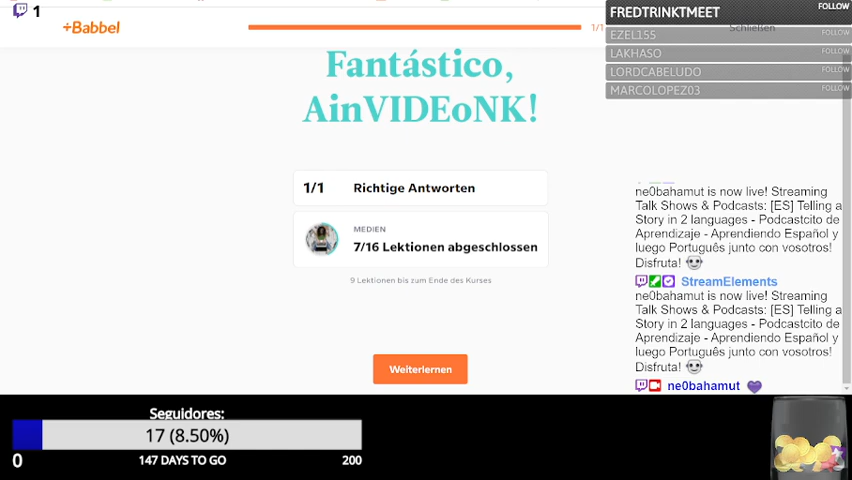 1
+Babbel
1/1
Schließen
Fantástico,
AinVIDEoNK!
1/1 Richtige Antworten
MEDIEN
7/16 Lektionen abgeschlossen
9 Lektionen bis zum Ende des Kurses
Weiterlernen
FREDTRINKTMEET FOLLOW
EZEL155 FOLLOW
LAKHASO FOLLOW
LORDCABELUDO FOLLOW
MARCOLOPEZ03 FOLLOW
ne0bahamut is now live! Streaming
Talk Shows & Podcasts: [ES] Telling a
Story in 2 languages - Podcastcito de
Aprendizaje - Aprendiendo Español y
luego Português junto con vosotros!
Disfruta!
StreamElements
ne0bahamut is now live! Streaming
Talk Shows & Podcasts: [ES] Telling a
Story in 2 languages - Podcastcito de
Aprendizaje - Aprendiendo Español y
luego Português junto con vosotros!
Disfruta!
ne0bahamut
Seguidores:
17 (8.50%)
0 147 DAYS TO GO 200